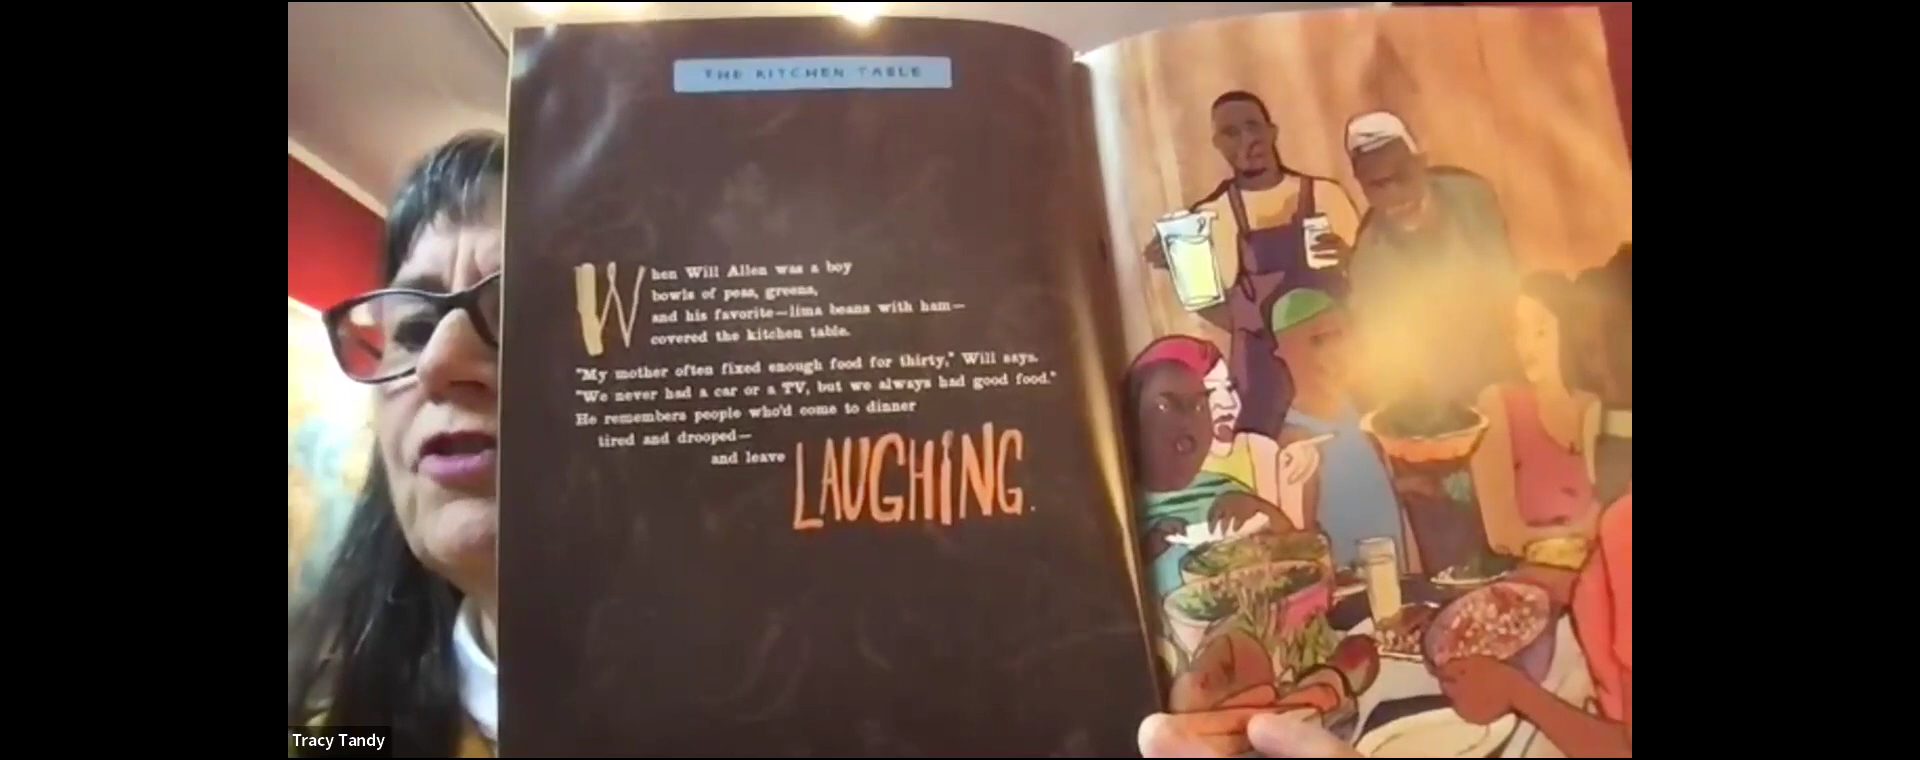 THE KITCHEN TABLE
When Will Allen was a boy
bowls of peas, greens,
and his favorite—lima beans with ham—
covered the kitchen table.
"My mother often fixed enough food for thirty," Will says.
"We never had a car or a TV, but we always had good food."
He remembers people who'd come to dinner
tired and drooped—
and leave LAUGHING.
Tracy Tandy